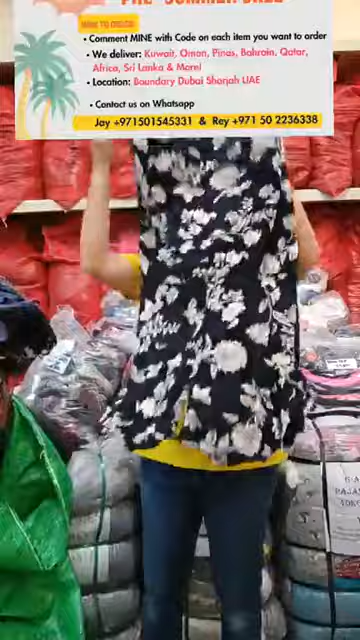 HOW TO ORDER:
• Comment MINE with Code on each item you want to order
• We deliver: Kuwait, Oman, Pinas, Bahrain, Qatar,
Africa, Sri Lanka & More!
• Location: Boundary Dubai Sharjah UAE
• Contact us on Whatsapp
Jay +971501545331 & Rey +971 50 2236338